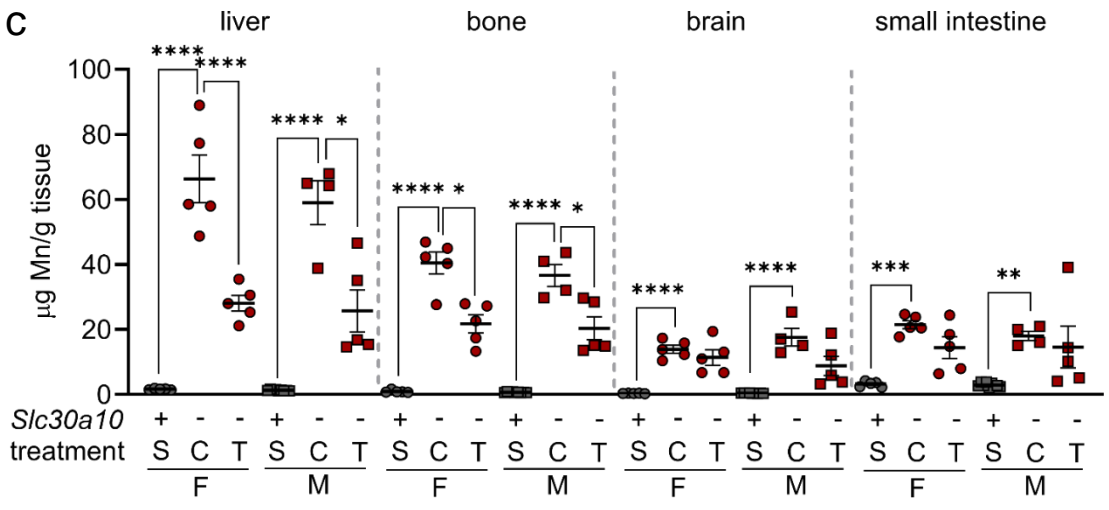 c
liver bone brain small intestine
**** ****
**** *
**** *
**** *
****
****
***
**
µg Mn/g tissue
100
80
60
40
20
0
Slc30a10 + - - + - - + - - + - - + - - + - - + - - + - -
treatment S C T S C T S C T S C T S C T S C T S C T S C T
F M F M F M F M